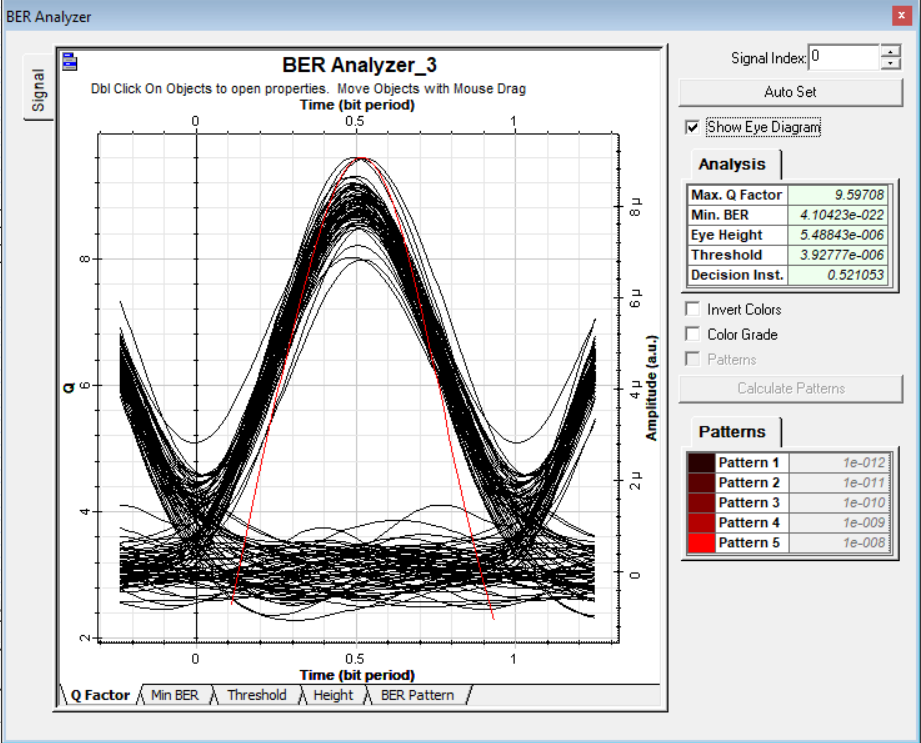 BER Analyzer
x
Signal
BER Analyzer_3
Dbl Click On Objects to open properties. Move Objects with Mouse Drag
Time (bit period)
0 0.5 1
Q
8
6
4
2
Amplitude (a.u.)
8 µ
6 µ
4 µ
2 µ
0
0 0.5 1
Time (bit period)
Q Factor Min BER Threshold Height BER Pattern
Signal Index: 0
Auto Set
Show Eye Diagram
Analysis
Max. Q Factor 9.59708
Min. BER 4.10423e-022
Eye Height 5.48843e-006
Threshold 3.92777e-006
Decision Inst. 0.521053
Invert Colors
Color Grade
Patterns
Calculate Patterns
Patterns
Pattern 1 1e-012
Pattern 2 1e-011
Pattern 3 1e-010
Pattern 4 1e-009
Pattern 5 1e-008